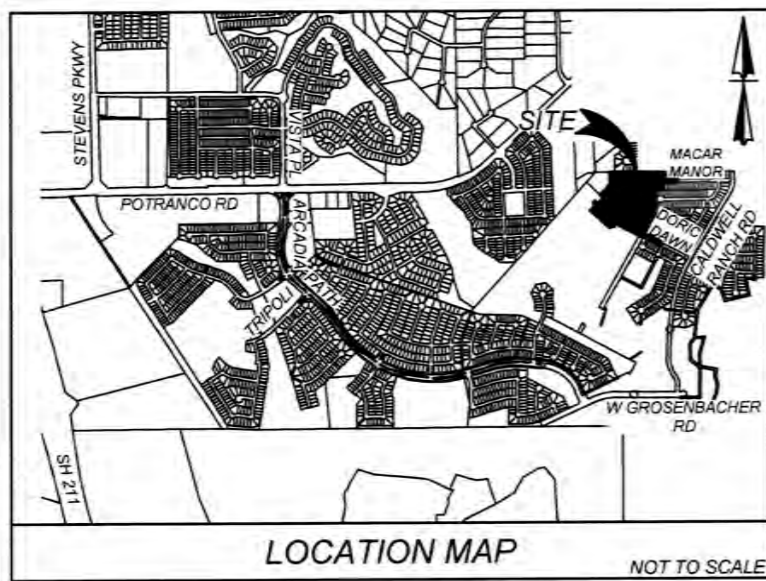 STEVENS PKWY
VISTA PL
SITE
MACAR
MANOR
POTRANCO RD
ARCADIA
PATH
DORIC
DAWN
CALDWELL
RANCH RD
TRIPOLI
W GROSENBACHER
RD
SH 211
LOCATION MAP
NOT TO SCALE